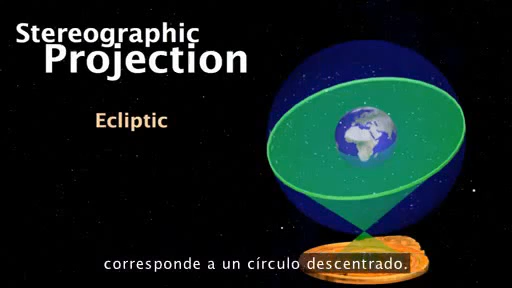 Stereographic
Projection
Ecliptic
corresponde a un círculo descentrado.